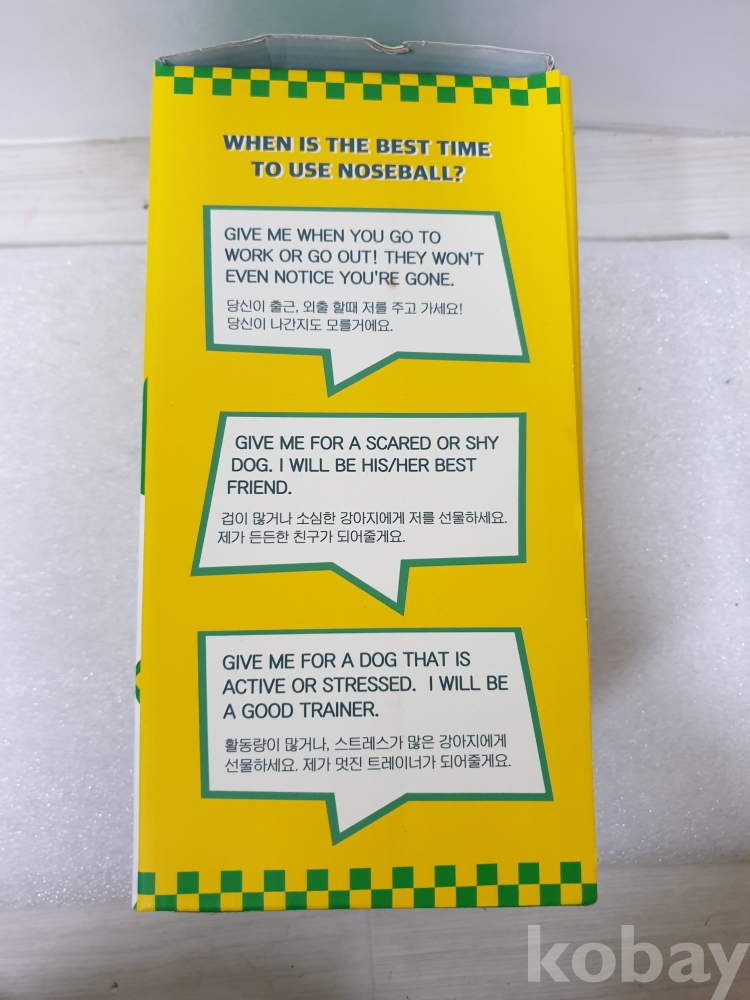 WHEN IS THE BEST TIME
TO USE NOSEBALL?
GIVE ME WHEN YOU GO TO
WORK OR GO OUT! THEY WON'T
EVEN NOTICE YOU'RE GONE.
당신이 출근, 외출 할때 저를 주고 가세요!
당신이 나간지도 모를거에요.
GIVE ME FOR A SCARED OR SHY
DOG. I WILL BE HIS/HER BEST
FRIEND.
겁이 많거나 소심한 강아지에게 저를 선물하세요.
제가 든든한 친구가 되어줄게요.
GIVE ME FOR A DOG THAT IS
ACTIVE OR STRESSED. I WILL BE
A GOOD TRAINER.
활동량이 많거나, 스트레스가 많은 강아지에게
선물하세요. 제가 멋진 트레이너가 되어줄게요.
kobay